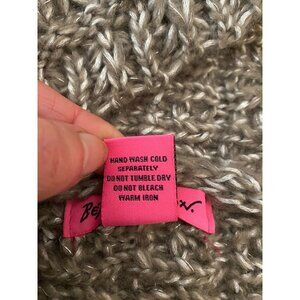 HAND WASH COLD
SEPARATELY
DO NOT TUMBLE DRY
DO NOT BLEACH
WARM IRON